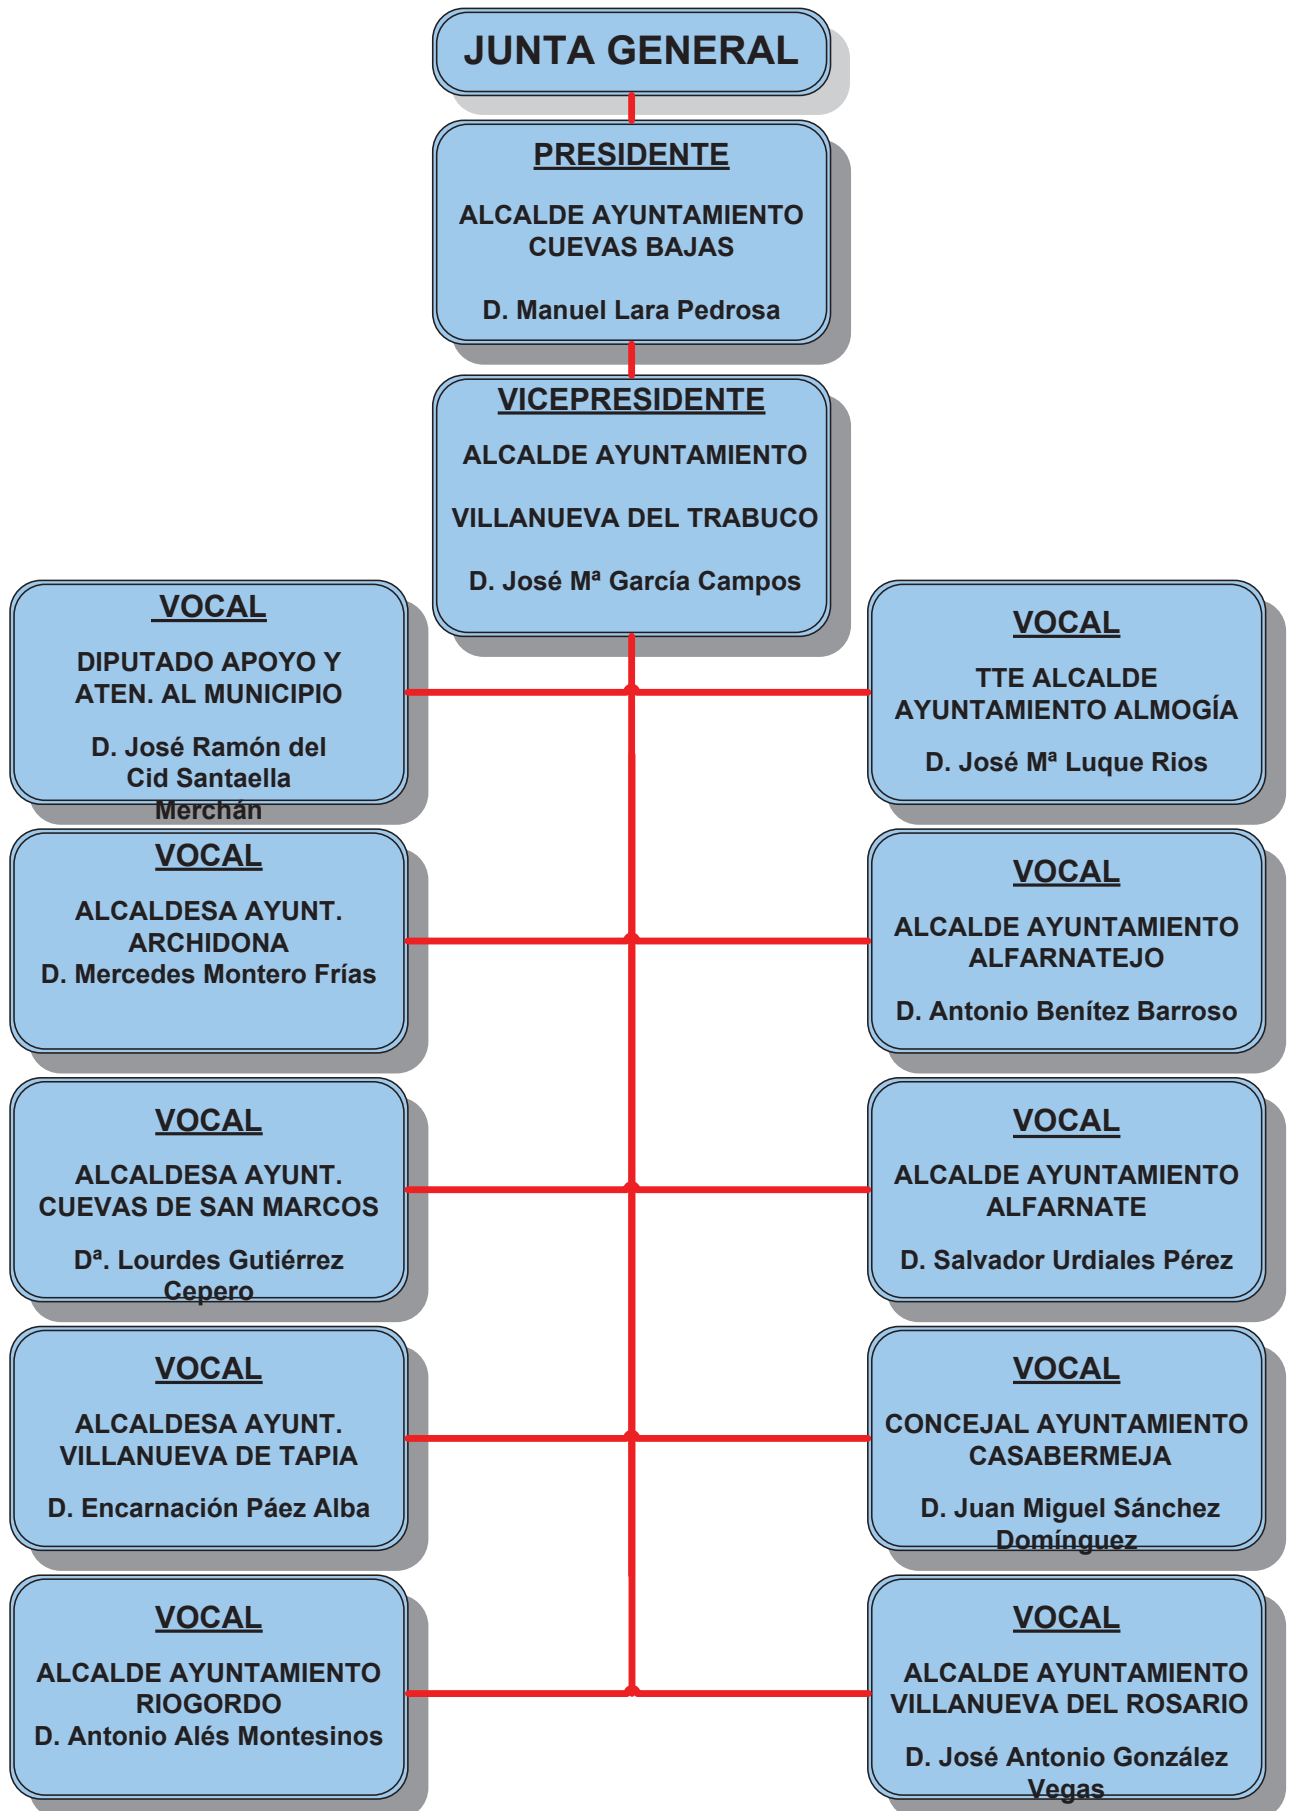 JUNTA GENERAL
PRESIDENTE
ALCALDE AYUNTAMIENTO
CUEVAS BAJAS
D. Manuel Lara Pedrosa
VICEPRESIDENTE
ALCALDE AYUNTAMIENTO
VILLANUEVA DEL TRABUCO
D. José Mª García Campos
VOCAL
DIPUTADO APOYO Y
ATEN. AL MUNICIPIO
D. José Ramón del
Cid Santaella
Merchán
VOCAL
TTE ALCALDE
AYUNTAMIENTO ALMOGÍA
D. José Mª Luque Rios
VOCAL
ALCALDESA AYUNT.
ARCHIDONA
D. Mercedes Montero Frías
VOCAL
ALCALDE AYUNTAMIENTO
ALFARNATEJO
D. Antonio Benítez Barroso
VOCAL
ALCALDESA AYUNT.
CUEVAS DE SAN MARCOS
Dª. Lourdes Gutiérrez
Cepero
VOCAL
ALCALDE AYUNTAMIENTO
ALFARNATE
D. Salvador Urdiales Pérez
VOCAL
ALCALDESA AYUNT.
VILLANUEVA DE TAPIA
D. Encarnación Páez Alba
VOCAL
CONCEJAL AYUNTAMIENTO
CASABERMEJA
D. Juan Miguel Sánchez
Domínguez
VOCAL
ALCALDE AYUNTAMIENTO
RIOGORDO
D. Antonio Alés Montesinos
VOCAL
ALCALDE AYUNTAMIENTO
VILLANUEVA DEL ROSARIO
D. José Antonio González
Vegas